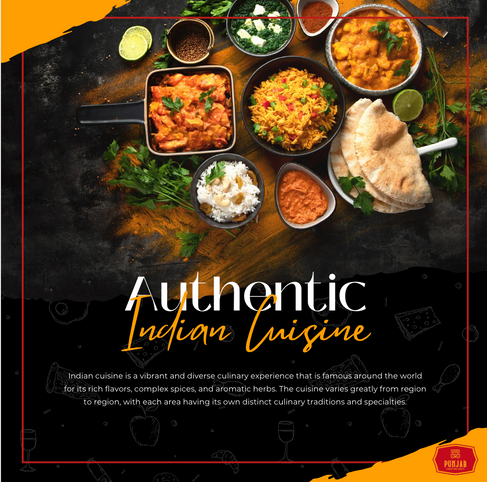 Authentic
Indian Cuisine
Indian cuisine is a vibrant and diverse culinary experience that is famous around the world
for its rich flavors, complex spices, and aromatic herbs. The cuisine varies greatly from region
to region, with each area having its own distinct culinary traditions and specialties.
PUNJAB